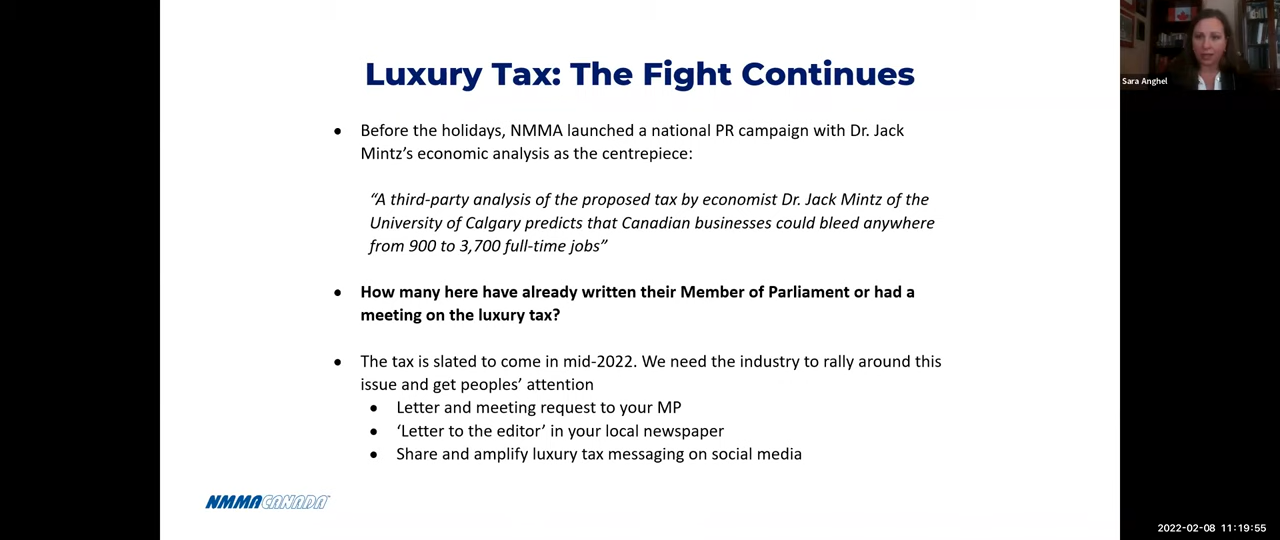 Luxury Tax: The Fight Continues
Sara Anghel
● Before the holidays, NMMA launched a national PR campaign with Dr. Jack
Mintz’s economic analysis as the centrepiece:
“A third-party analysis of the proposed tax by economist Dr. Jack Mintz of the
University of Calgary predicts that Canadian businesses could bleed anywhere
from 900 to 3,700 full-time jobs”
● How many here have already written their Member of Parliament or had a
meeting on the luxury tax?
● The tax is slated to come in mid-2022. We need the industry to rally around this
issue and get peoples’ attention
● Letter and meeting request to your MP
● ‘Letter to the editor’ in your local newspaper
● Share and amplify luxury tax messaging on social media
NMMA CANADA
2022-02-08 11:19:55